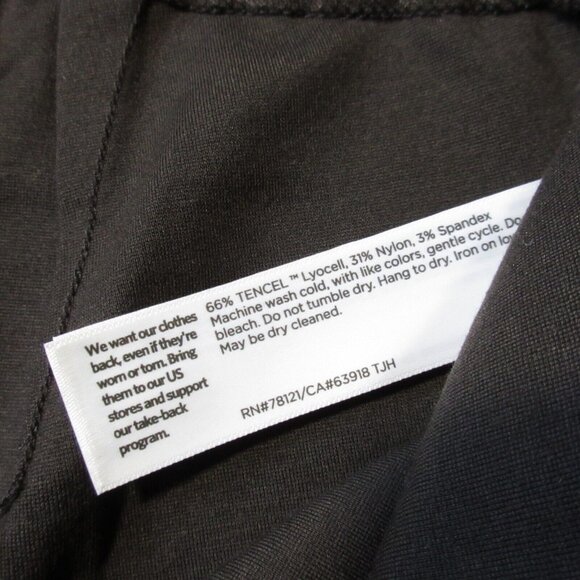 We want our clothes
back, even if they're
worn or torn. Bring
them to our US
stores and support
our take-back
program.
66% TENCEL™ Lyocell, 31% Nylon, 3% Spandex
Machine wash cold, with like colors, gentle cycle. Do
bleach. Do not tumble dry. Hang to dry. Iron on
May be dry cleaned.
RN#78121/CA#63918 TJH